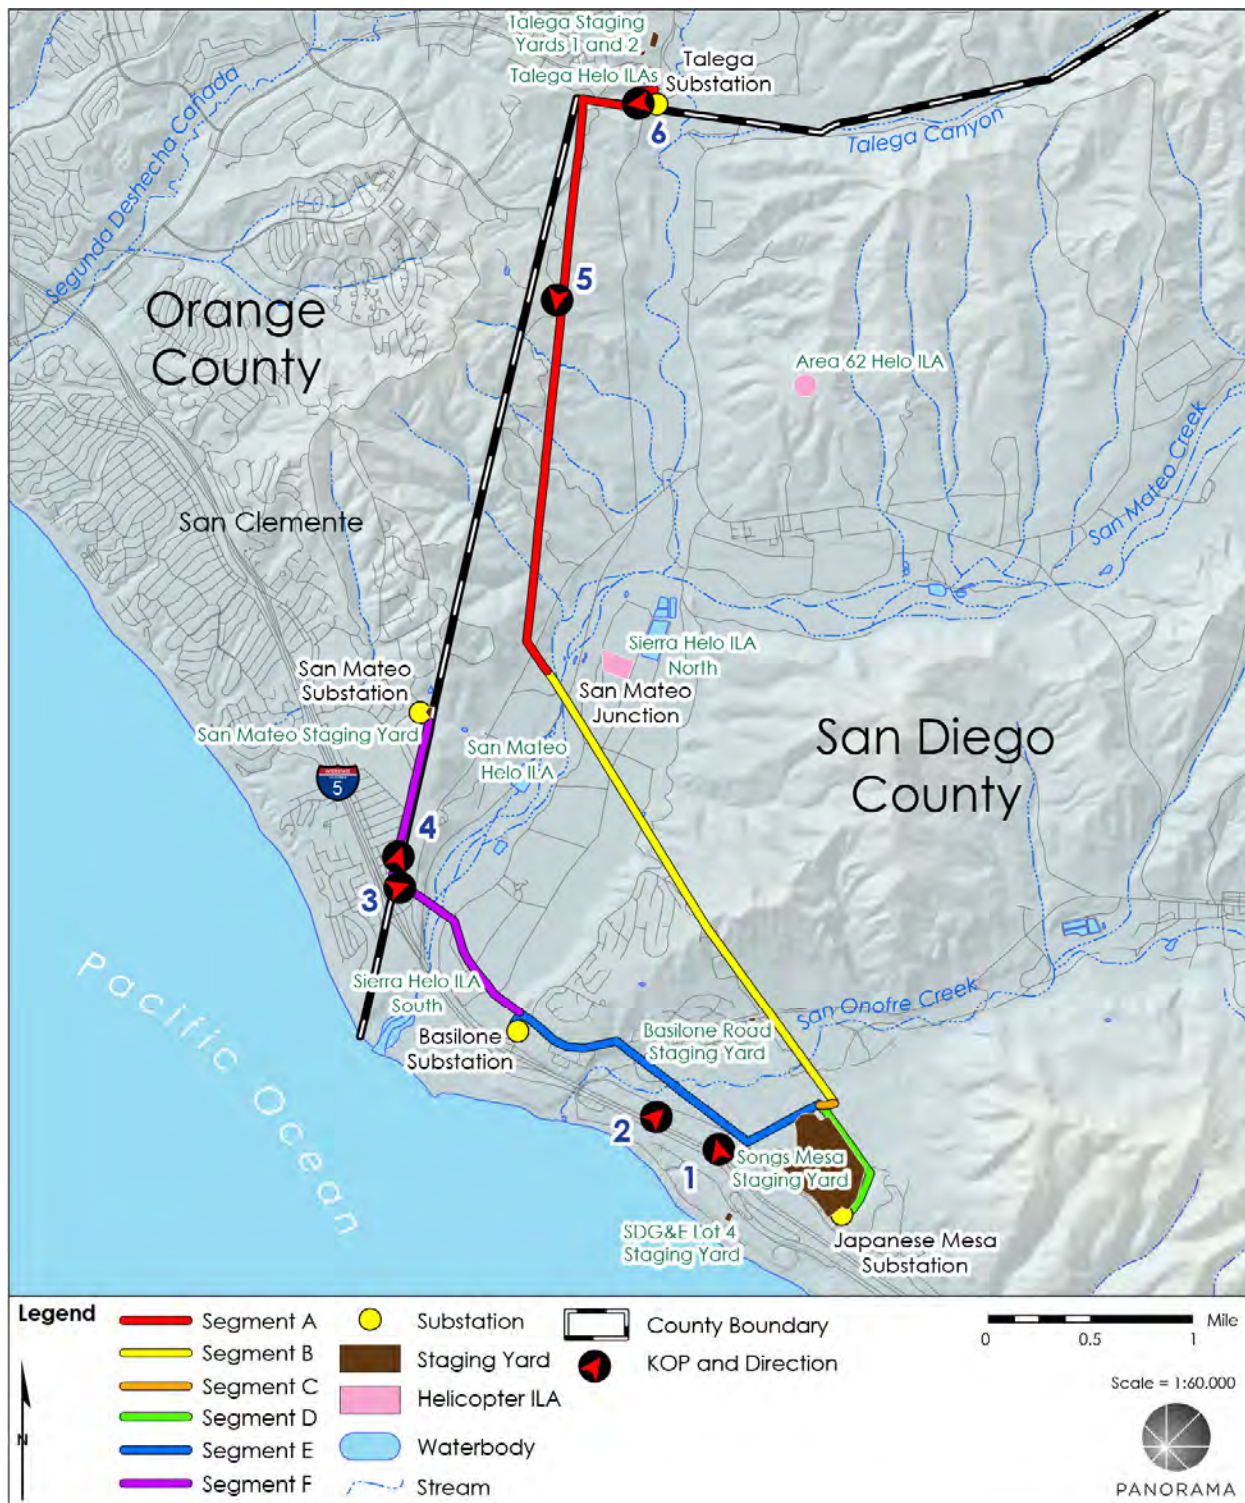 Talega Staging
Yards 1 and 2
Talega Helo ILAs
Talega
Substation
6
Talega Canyon
Segunda Deshecha Cañada
5
Orange
County
Area 62 Helo ILA
San Mateo Creek
San Clemente
Sierra Helo ILA
North
San Mateo
Substation
San Mateo
Junction
San Mateo Staging Yard
San Mateo
Helo ILA
San Diego
County
INTERSTATE
5
4
3
Pacific Ocean
Sierra Helo ILA
South
San Onofre Creek
Basilone
Substation
Basilone Road
Staging Yard
2
1
Songs Mesa
Staging Yard
SDG&E Lot 4
Staging Yard
Japanese Mesa
Substation
Legend
Segment A
Segment B
Segment C
Segment D
Segment E
Segment F
Substation
Staging Yard
Helicopter ILA
Waterbody
Stream
County Boundary
KOP and Direction
Mile
0 0.5 1
Scale = 1:60,000
N
PANORAMA